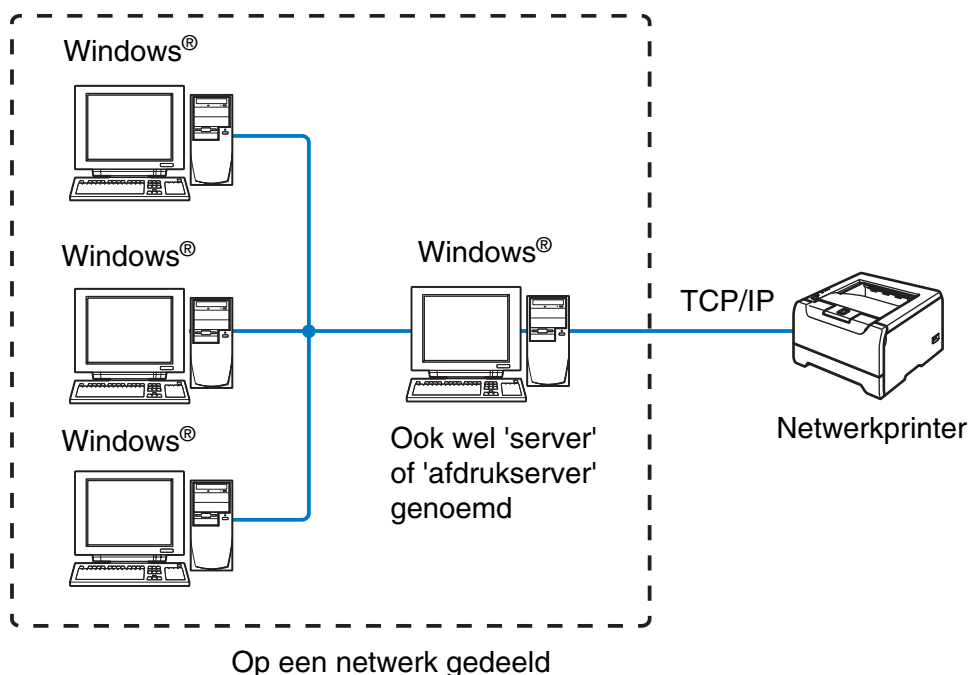 Windows®
Windows®
Windows®
Windows®
TCP/IP
Ook wel 'server'
of 'afdrukserver'
genoemd
Netwerkprinter
Op een netwerk gedeeld